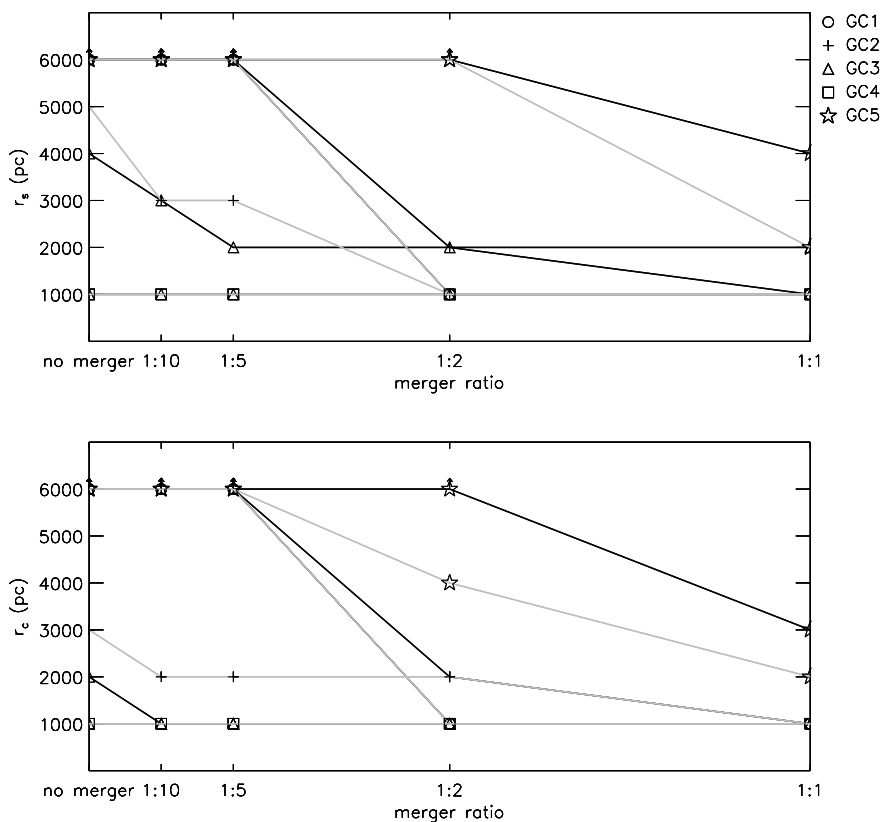 GC1
GC2
GC3
GC4
GC5
6000
5000
4000
3000
2000
1000
r_s (pc)
no merger 1:10 1:5 1:2 1:1
merger ratio
6000
5000
4000
3000
2000
1000
r_c (pc)
no merger 1:10 1:5 1:2 1:1
merger ratio